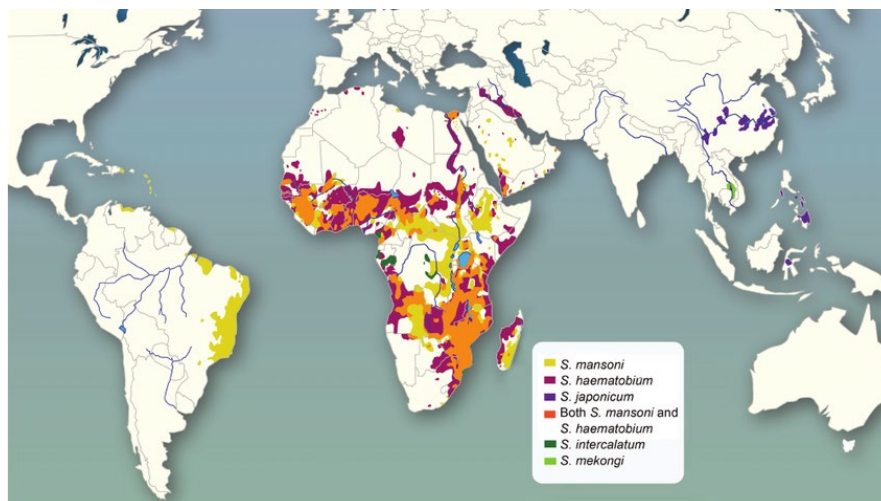 S. mansoni
S. haematobium
S. japonicum
Both S. mansoni and
S. haematobium
S. intercalatum
S. mekongi